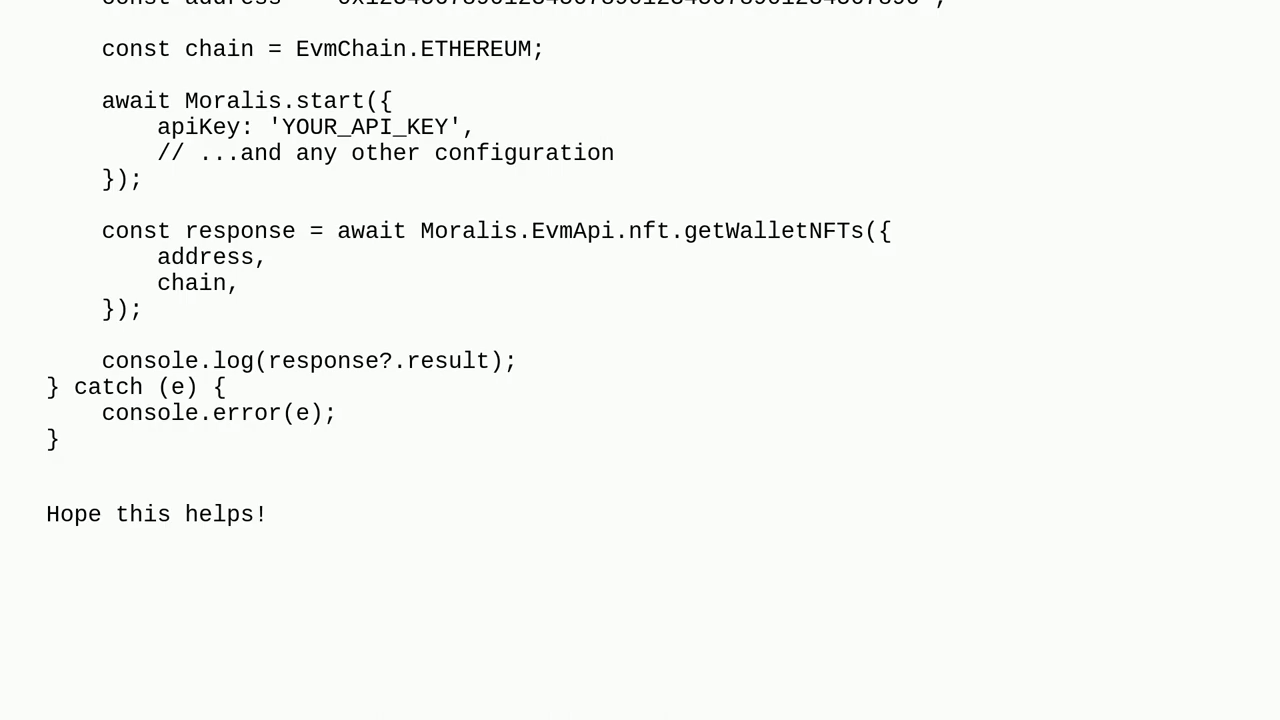 const chain = EvmChain.ETHEREUM;
await Moralis.start({
apiKey: 'YOUR_API_KEY',
// ...and any other configuration
});
const response = await Moralis.EvmApi.nft.getWalletNFTs({
address,
chain,
});
console.log(response?.result);
} catch (e) {
console.error(e);
}
Hope this helps!